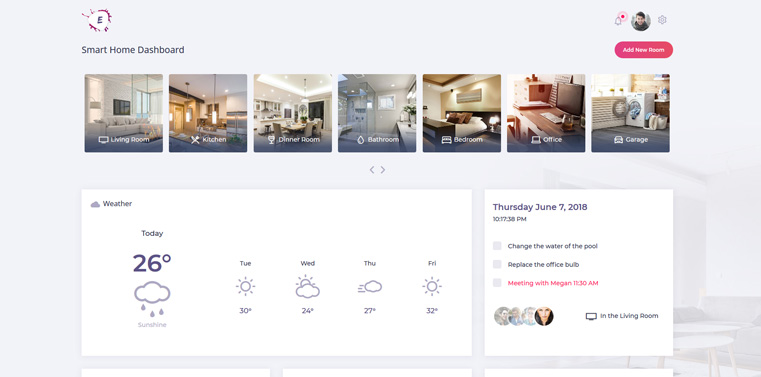 E
Smart Home Dashboard
Add New Room
Living Room
Kitchen
Dinner Room
Bathroom
Bedroom
Office
Garage
Weather
Today
26°
Sunshine
Tue
Wed
Thu
Fri
30°
24°
27°
32°
Thursday June 7, 2018
10:17:38 PM
Change the water of the pool
Replace the office bulb
Meeting with Megan 11:30 AM
In the Living Room